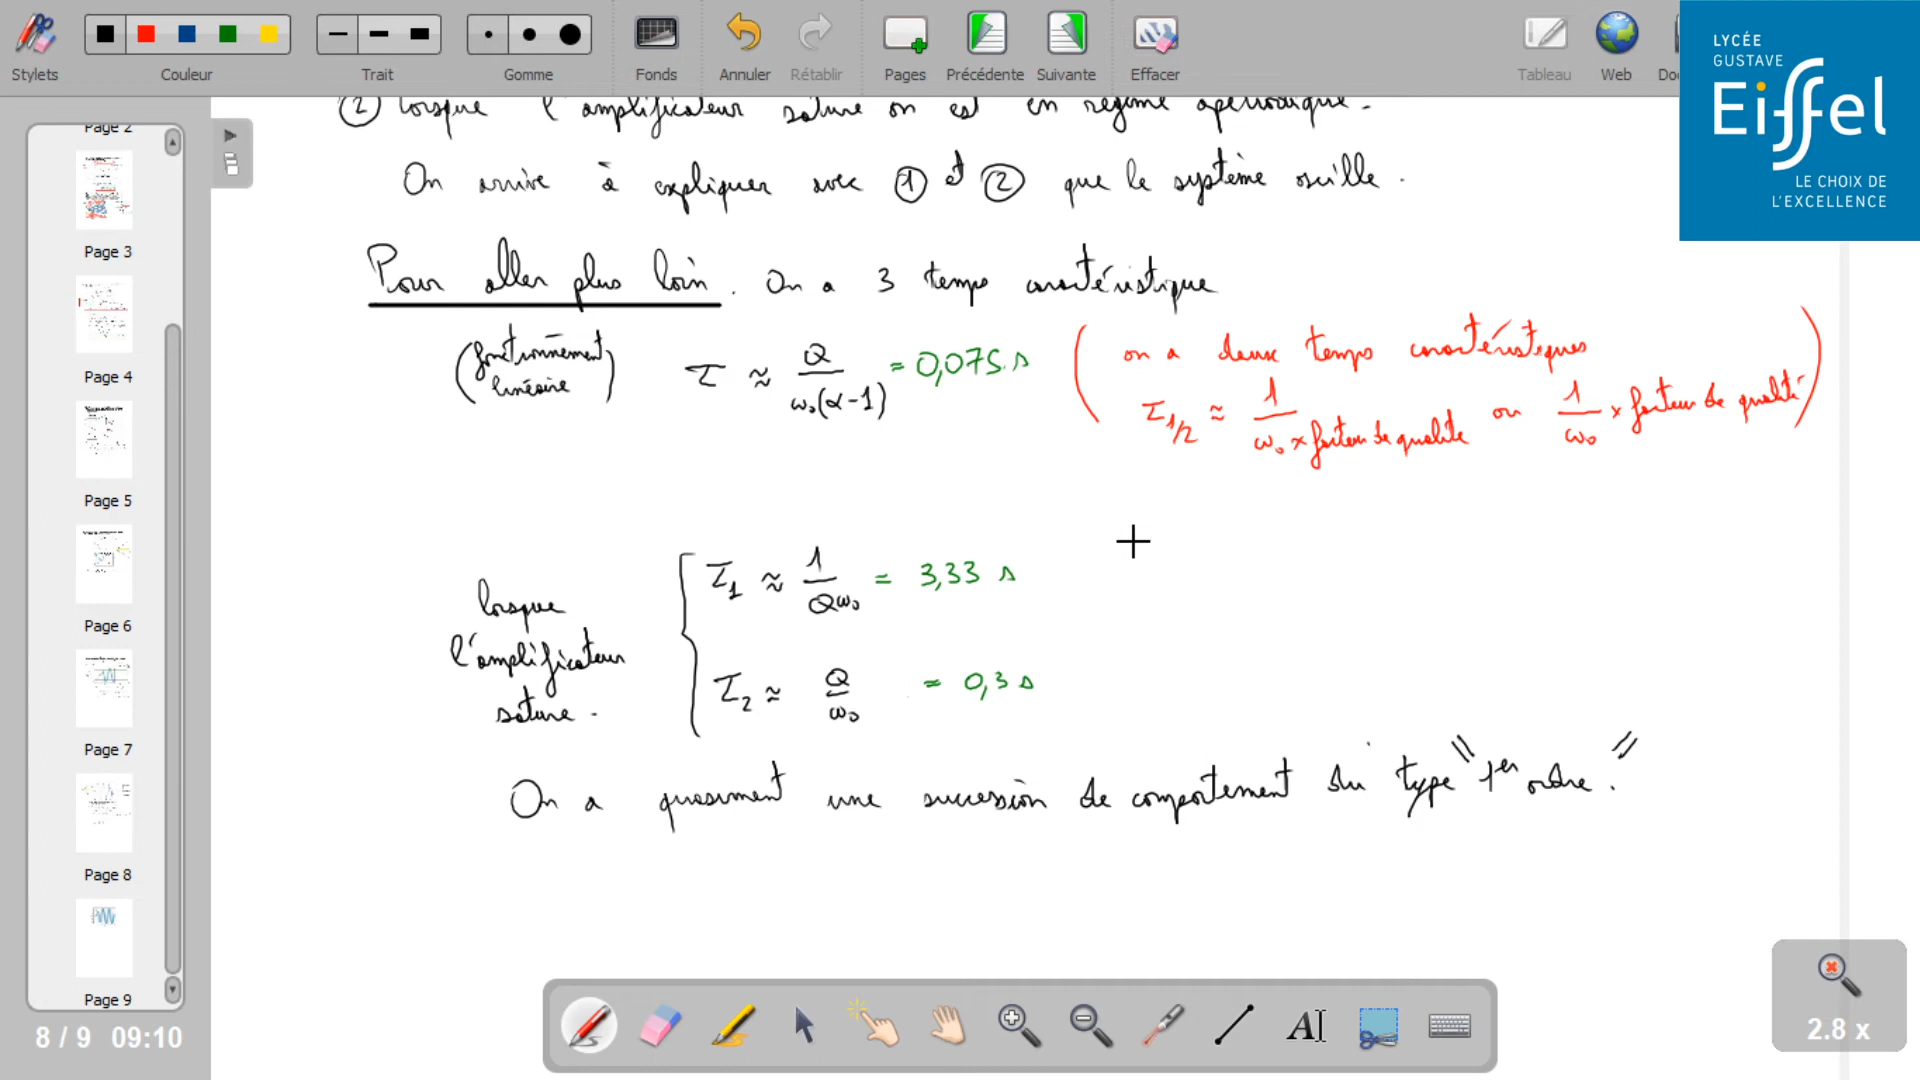 Stylets
Couleur
Trait
Gomme
Fonds
Annuler
Rétablir
Pages
Précédente
Suivante
Effacer
Tableau
Web
LYCÉE
GUSTAVE
Eiffel
LE CHOIX DE
L'EXCELLENCE
Page 2
Page 3
Page 4
Page 5
Page 6
Page 7
Page 8
Page 9
8 / 9 09:10
② lorsque l'amplificateur sature on est en régime apériodique.
On arrive à expliquer avec ① et ② que le système oscille.
Pour aller plus loin. On a 3 temps caractéristique
(fonctionnement linéaire) τ ≈ Q / ω₀(α-1) = 0,075 s
( on a deux temps caractéristiques
τ1/2 ≈ 1 / ω₀ × facteur de qualité ou 1/ω₀ × facteur de qualité )
lorsque
l'amplificateur
sature.
τ₁ ≈ 1 / Qω₀ = 3,33 s
τ₂ ≈ Q / ω₀ = 0,3 s
On a quasiment une succession de comportement du type "1er ordre."
2.8 x